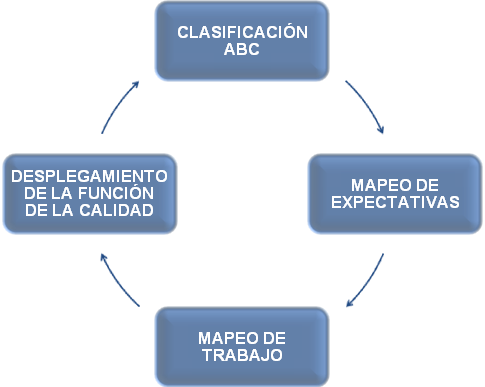 CLASIFICACIÓN
ABC
MAPEO DE
EXPECTATIVAS
MAPEO DE
TRABAJO
DESPLEGAMIENTO
DE LA FUNCIÓN
DE LA CALIDAD